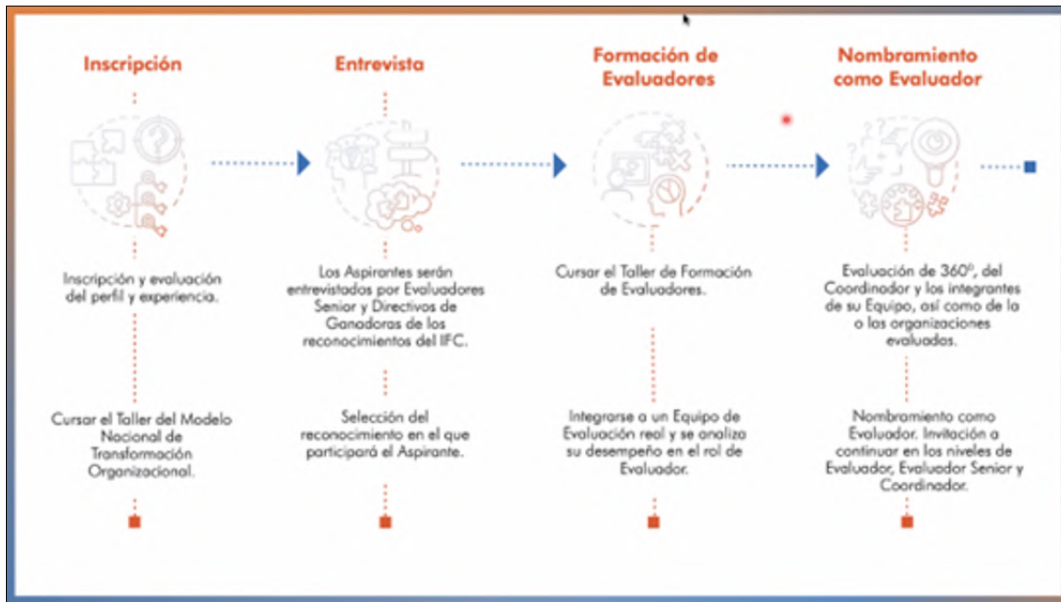 Inscripción
Inscripción y evaluación
del perfil y experiencia.
Cursar el Taller del Modelo
Nacional de
Transformación
Organizacional.
Entrevista
Los Aspirantes serán
entrevistados por Evaluadores
Senior y Directivos de
Ganadoras de los
reconocimientos del IFC.
Selección del
reconocimiento en el que
participará el Aspirante.
Formación de
Evaluadores
Cursar el Taller de Formación
de Evaluadores.
Integrarse a un Equipo de
Evaluación real y se analiza
su desempeño en el rol de
Evaluador.
Nombramiento
como Evaluador
Evaluación de 360º, del
Coordinador y los integrantes
de su Equipo, así como de la
o las organizaciones
evaluadas.
Nombramiento como
Evaluador. Invitación a
continuar en los niveles de
Evaluador, Evaluador Senior y
Coordinador.